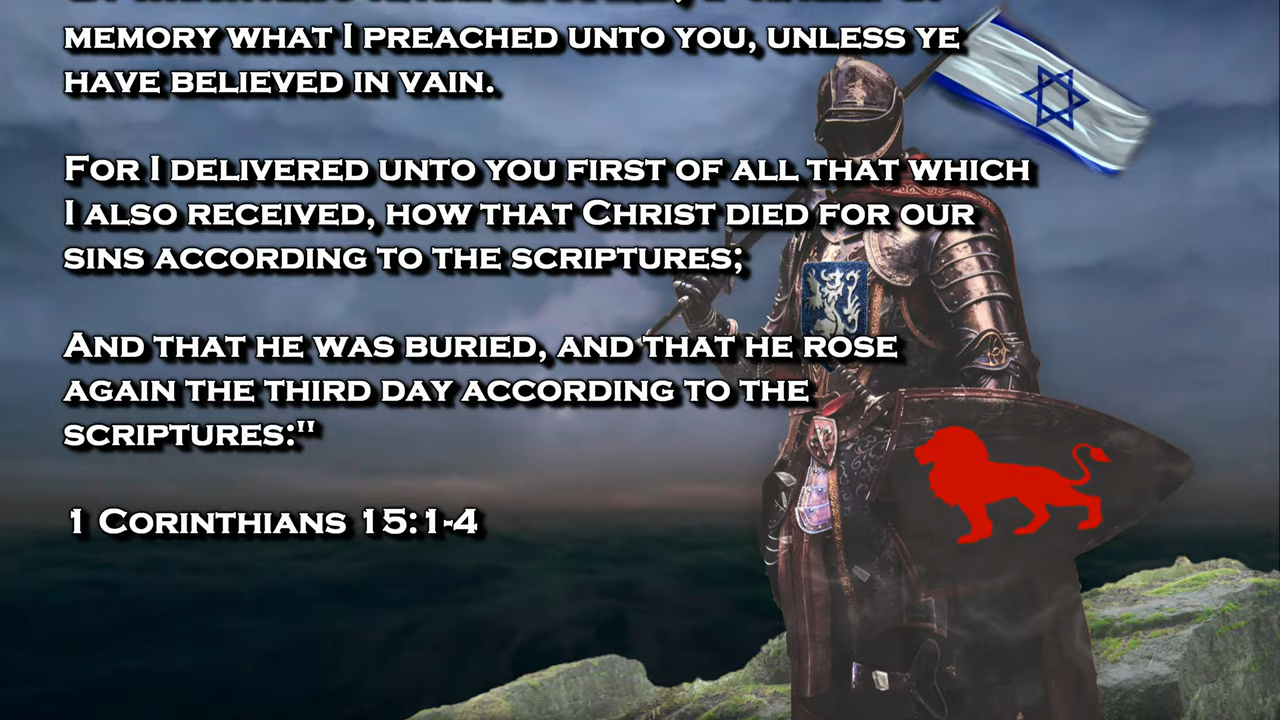 MEMORY WHAT I PREACHED UNTO YOU, UNLESS YE
HAVE BELIEVED IN VAIN.
FOR I DELIVERED UNTO YOU FIRST OF ALL THAT WHICH
I ALSO RECEIVED, HOW THAT CHRIST DIED FOR OUR
SINS ACCORDING TO THE SCRIPTURES;
AND THAT HE WAS BURIED, AND THAT HE ROSE
AGAIN THE THIRD DAY ACCORDING TO THE
SCRIPTURES:"
1 CORINTHIANS 15:1-4